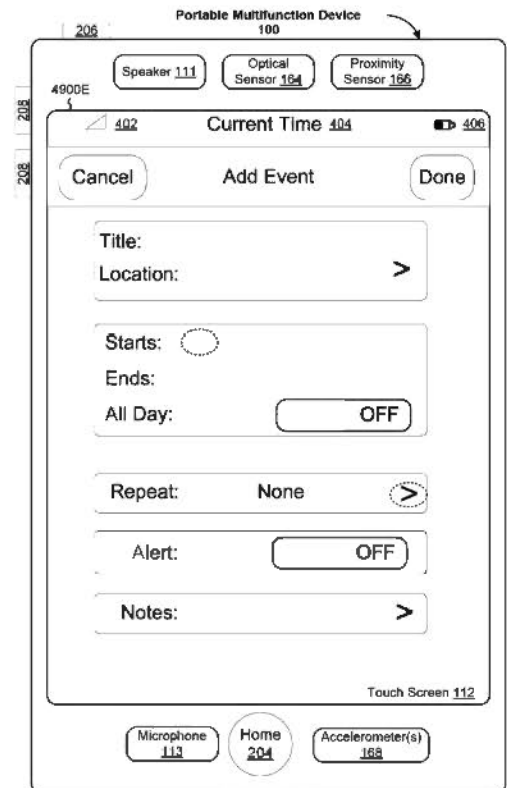 Portable Multifunction Device
100
206
Speaker 111
Optical
Sensor 164
Proximity
Sensor 166
4900E
208
208
402
Current Time 404
406
Cancel
Add Event
Done
Title:
Location:
>
Starts:
Ends:
All Day:
OFF
Repeat:
None
>
Alert:
OFF
Notes:
>
Touch Screen 112
Microphone
113
Home
204
Accelerometer(s)
168